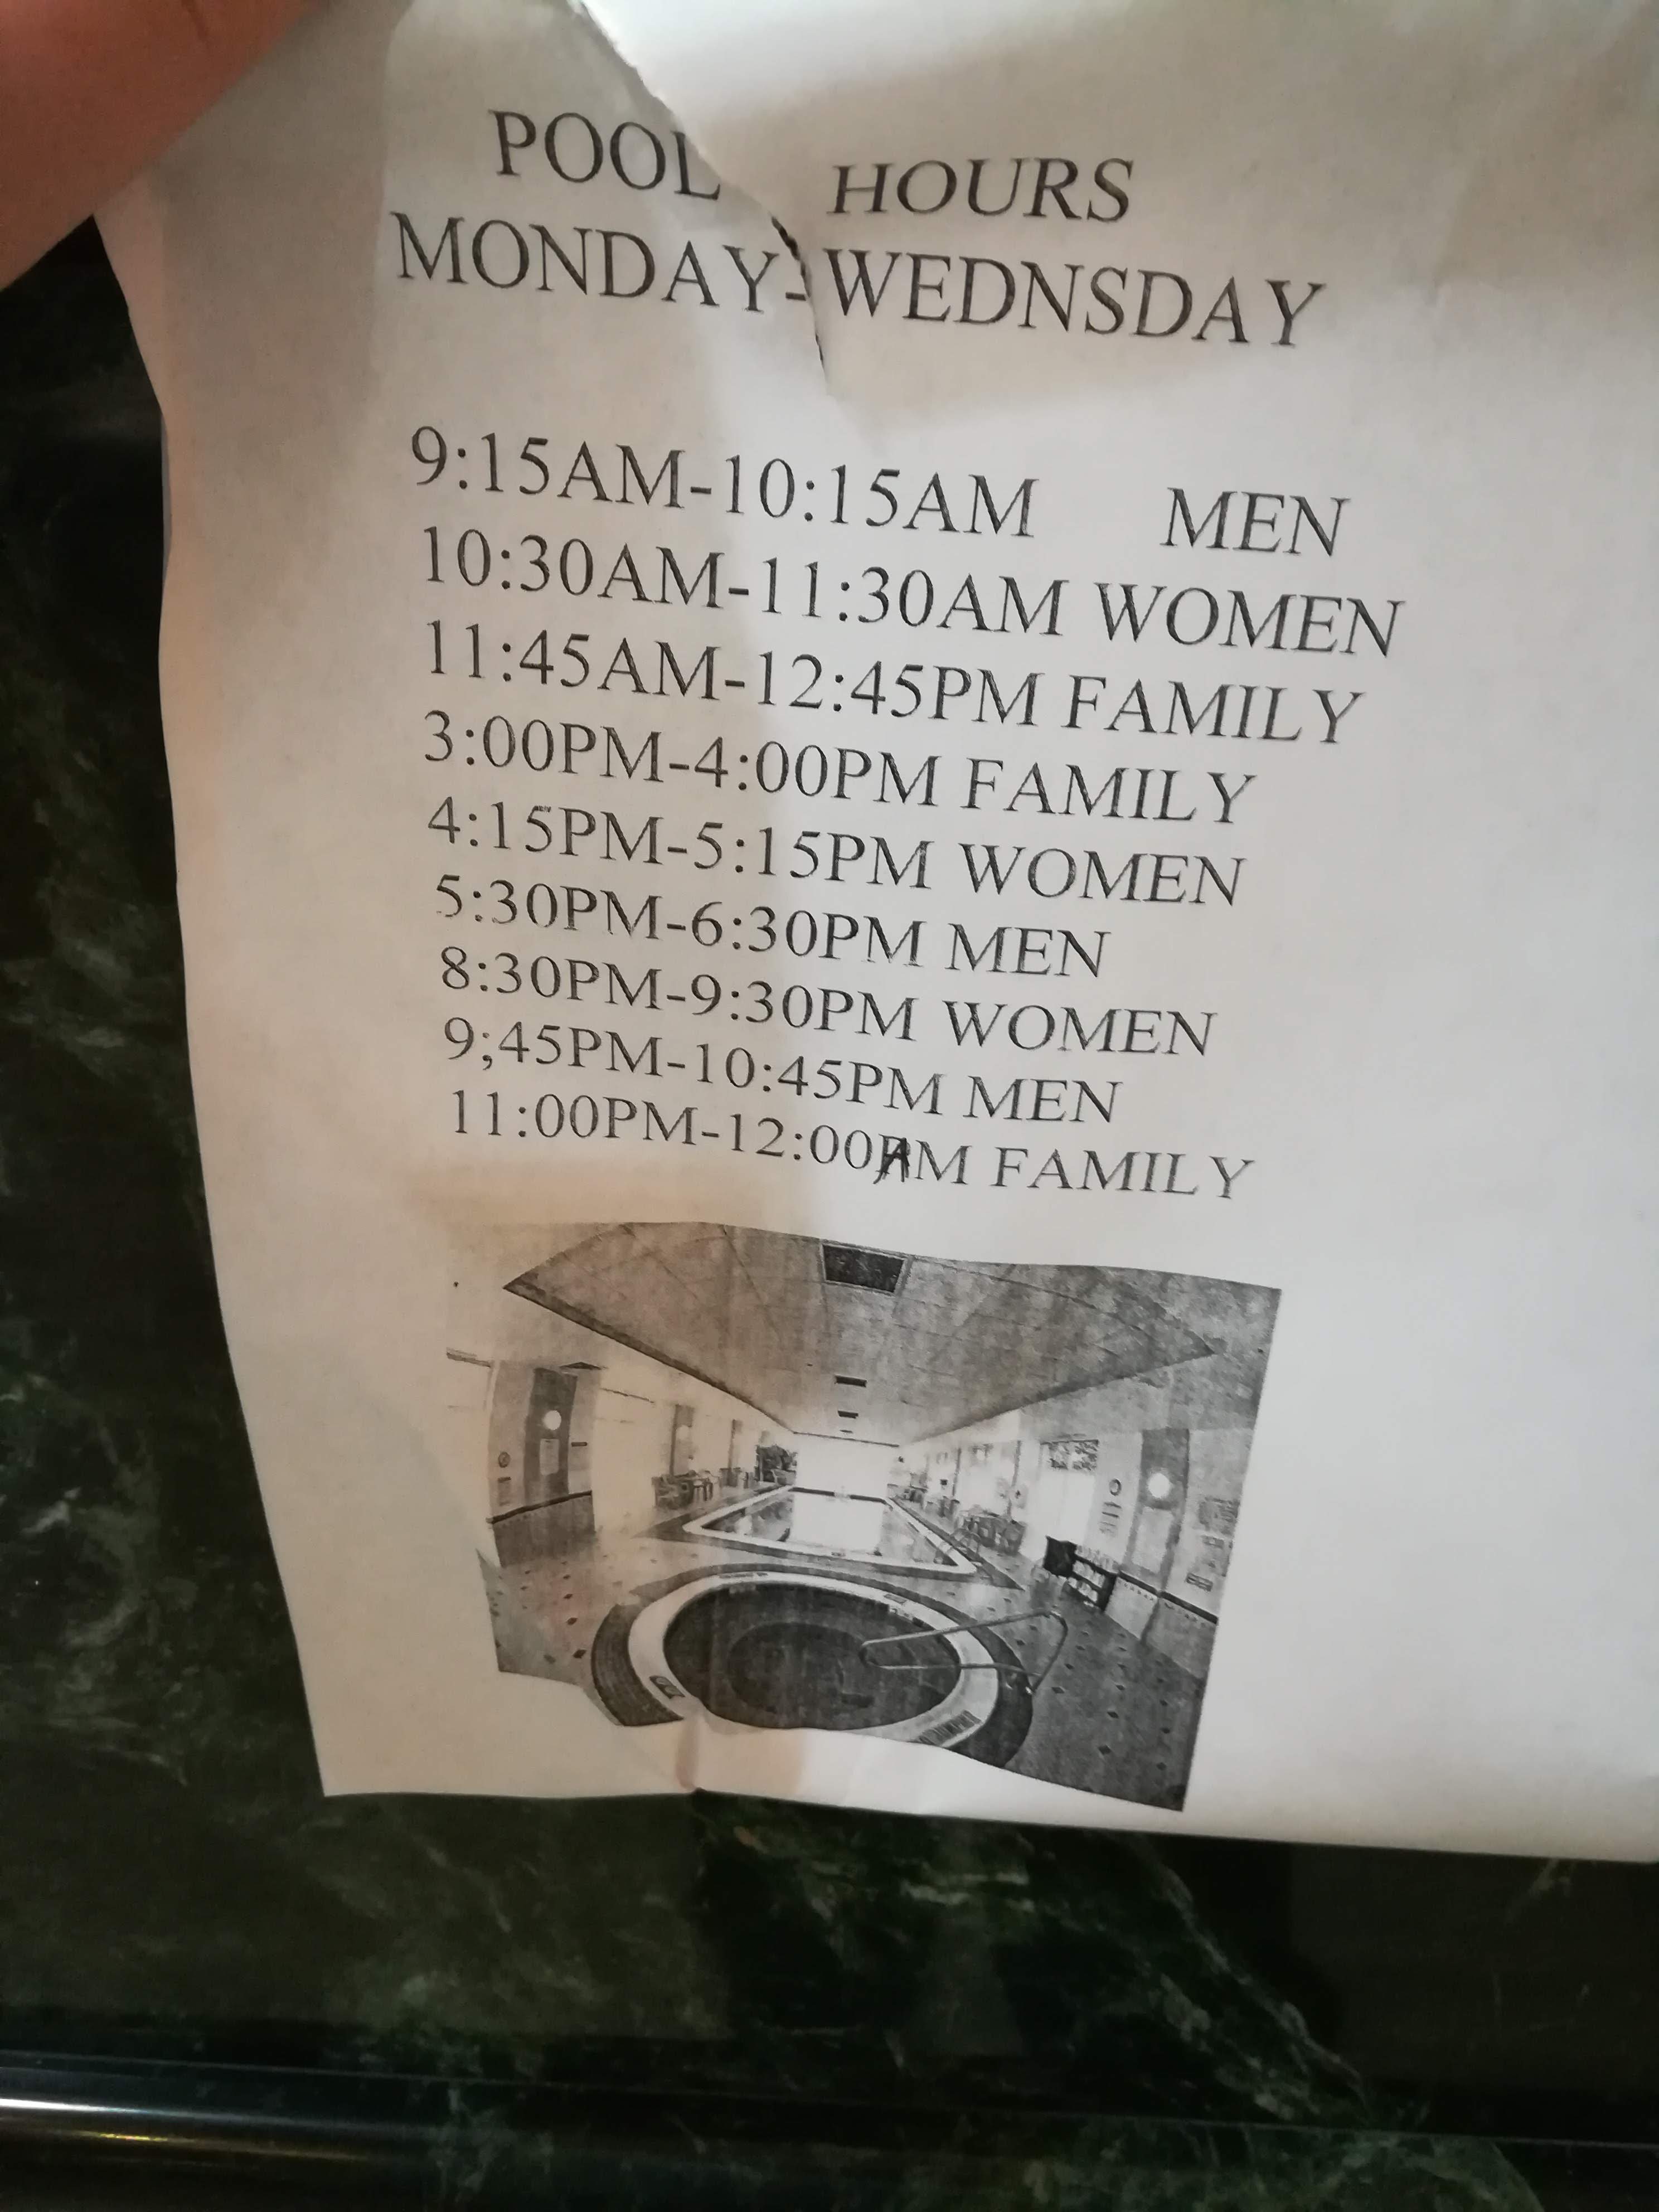 POOL HOURS
MONDAY-WEDNSDAY
9:15AM-10:15AM MEN
10:30AM-11:30AM WOMEN
11:45AM-12:45PM FAMILY
3:00PM-4:00PM FAMILY
4:15PM-5:15PM WOMEN
5:30PM-6:30PM MEN
8:30PM-9:30PM WOMEN
9;45PM-10:45PM MEN
11:00PM-12:00AM FAMILY